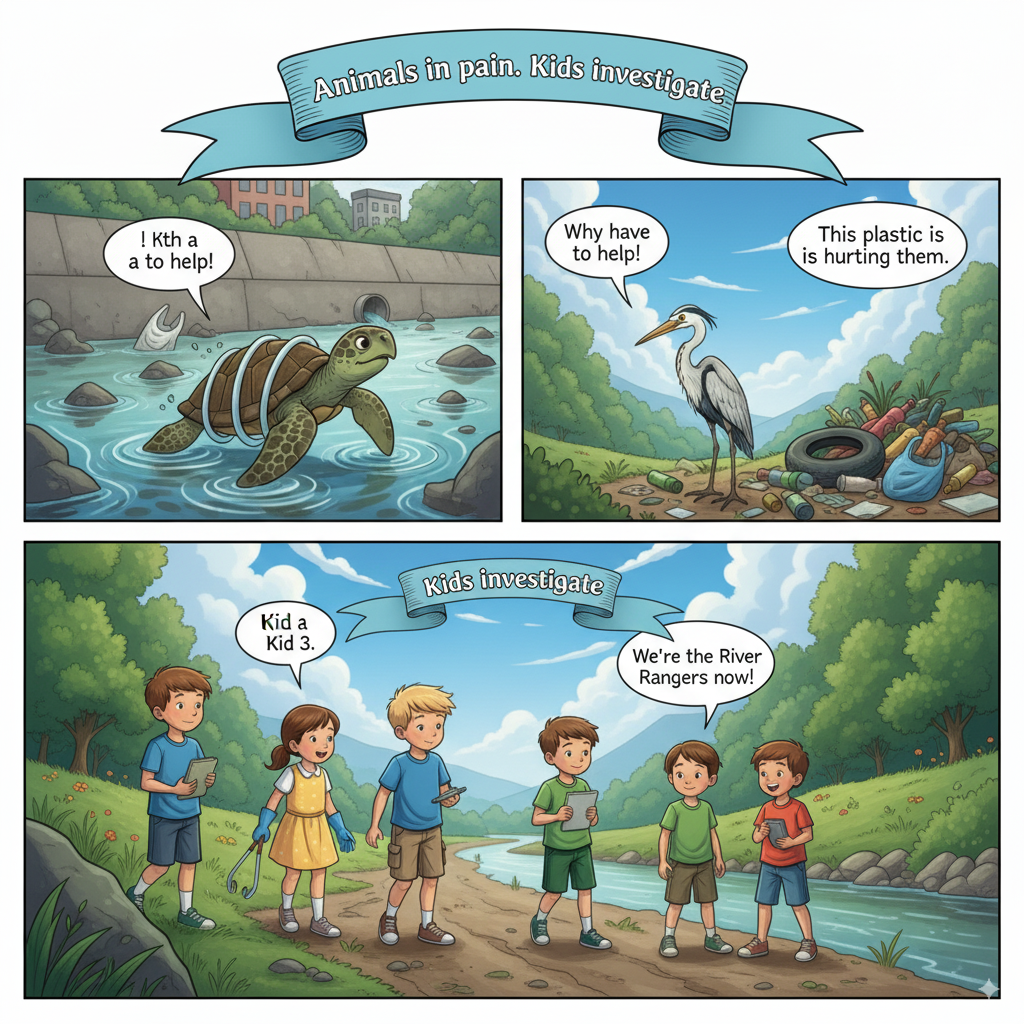 Animals in pain. Kids investigate
! Kth a
a to help!
Why have
to help!
This plastic is
is hurting them.
Kids investigate
Kid a
Kid 3.
We're the River
Rangers now!